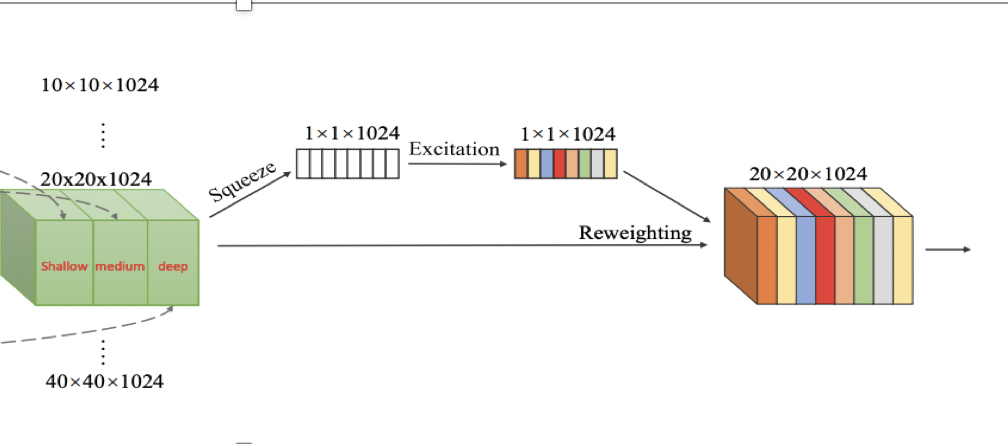 10×10×1024
20x20x1024
Shallow medium deep
40×40×1024
Squeeze
1×1×1024
Excitation
1×1×1024
Reweighting
20×20×1024